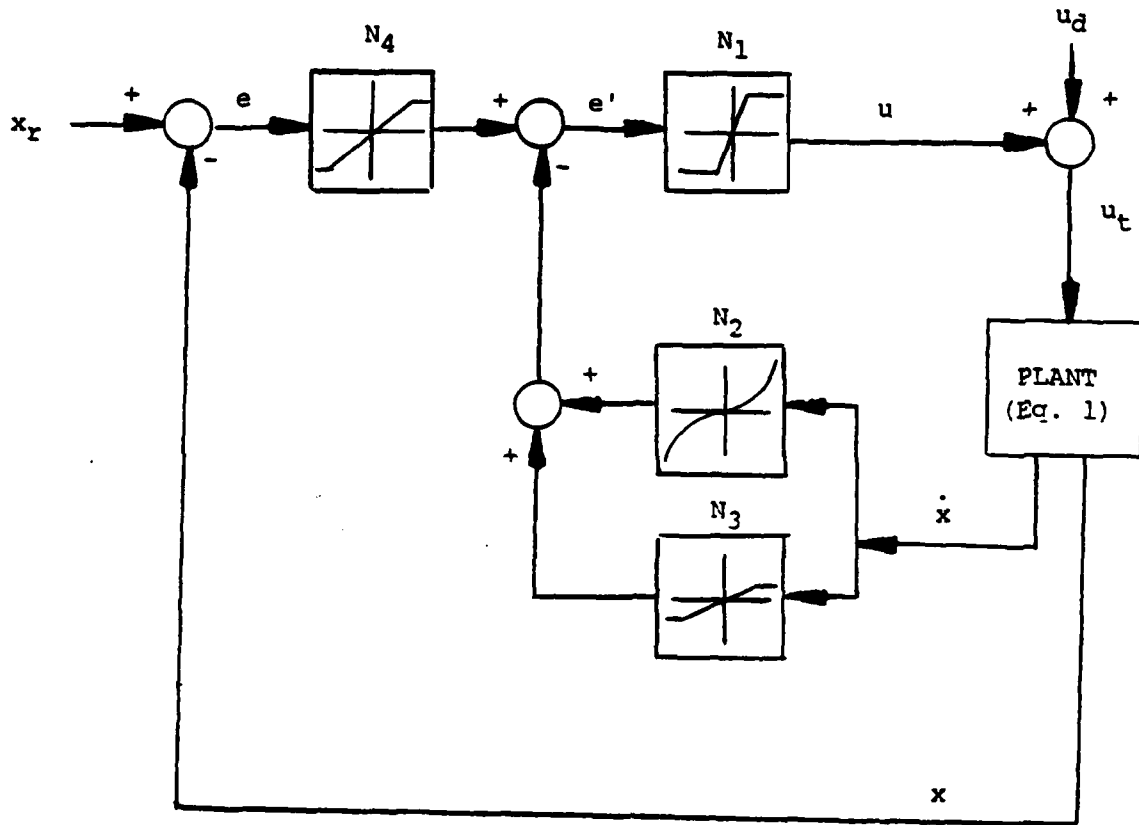 N4
N1
ud
+
e
+
e'
u
+
+
xr
-
-
ut
N2
+
PLANT
(Eq. 1)
+
ẋ
N3
x